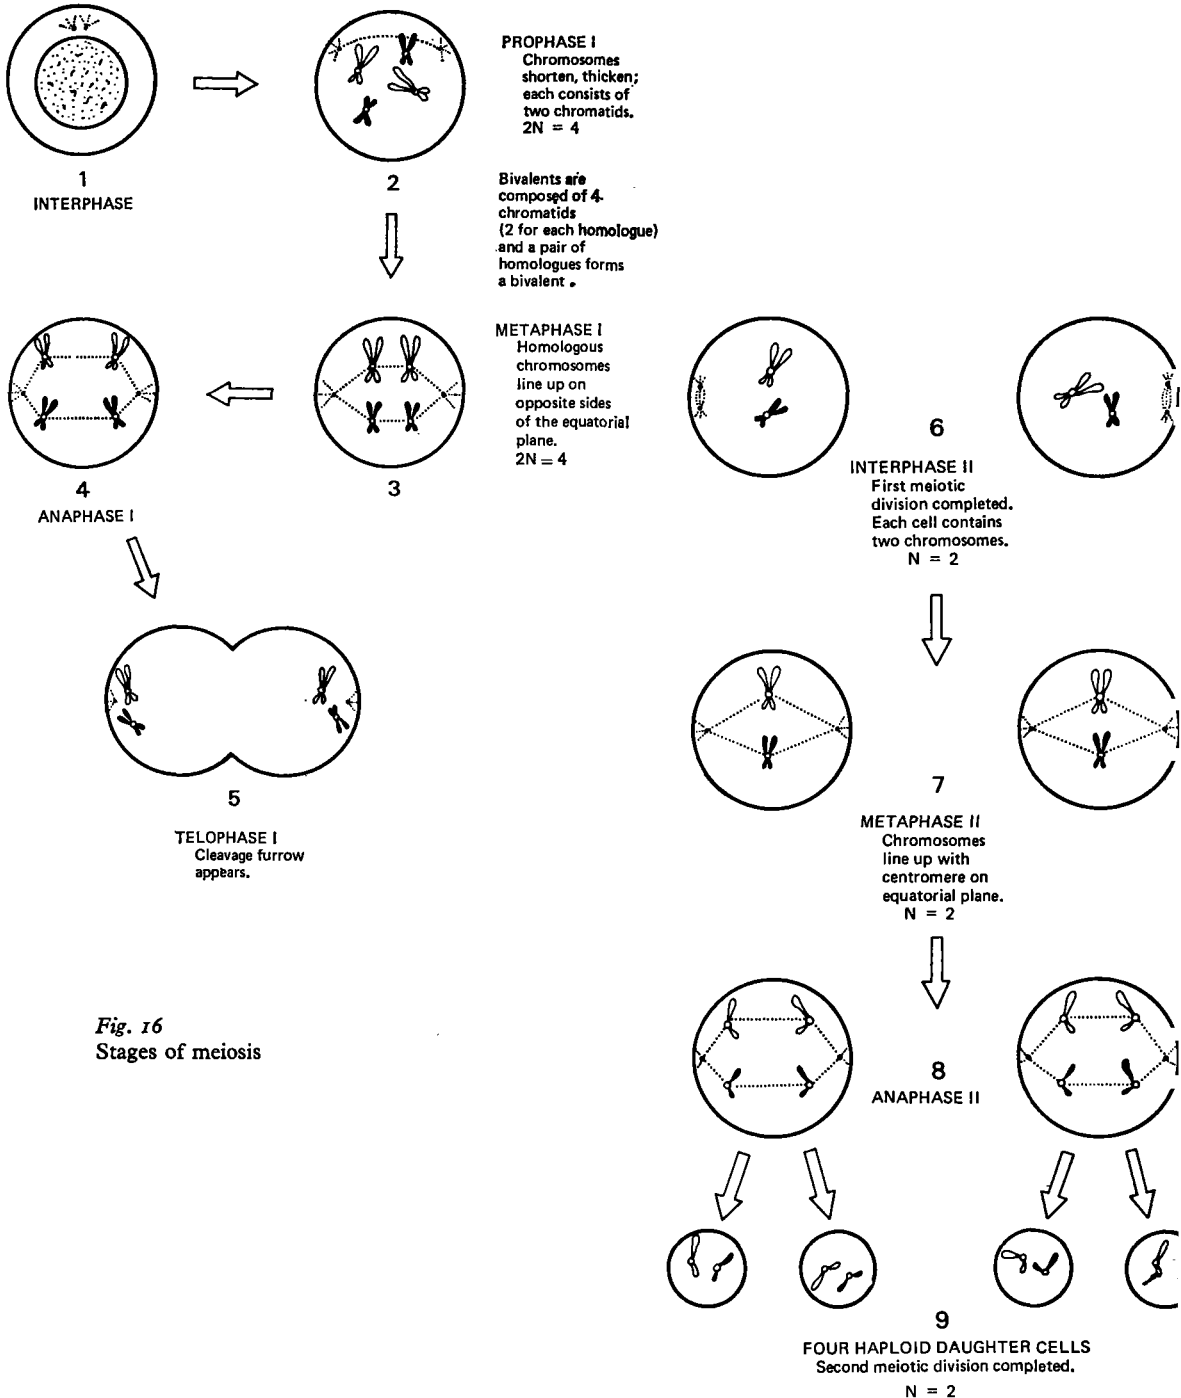 1
INTERPHASE
2
PROPHASE I
Chromosomes
shorten, thicken;
each consists of
two chromatids.
2N = 4
Bivalents are
composed of 4
chromatids
(2 for each homologue)
and a pair of
homologues forms
a bivalent .
METAPHASE I
Homologous
chromosomes
line up on
opposite sides
of the equatorial
plane.
2N = 4
3
4
ANAPHASE I
5
TELOPHASE I
Cleavage furrow
appears.
6
INTERPHASE II
First meiotic
division completed.
Each cell contains
two chromosomes.
N = 2
7
METAPHASE II
Chromosomes
line up with
centromere on
equatorial plane.
N = 2
8
ANAPHASE II
9
FOUR HAPLOID DAUGHTER CELLS
Second meiotic division completed.
N = 2
Fig. 16
Stages of meiosis